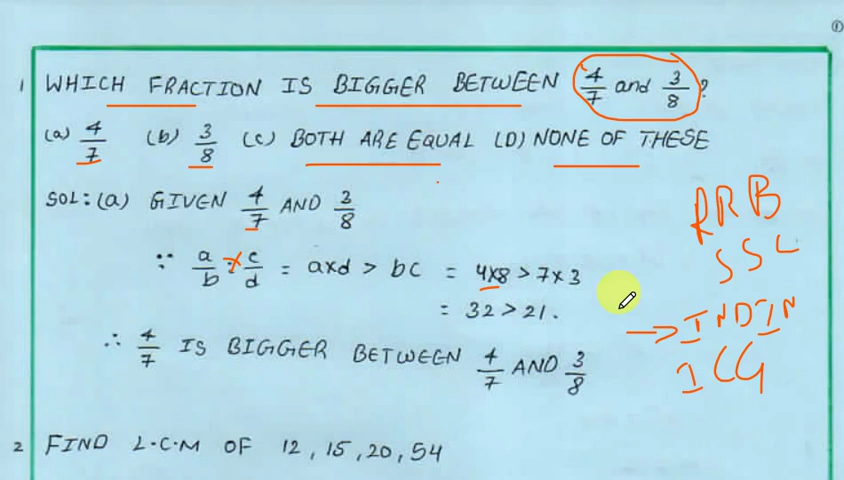 ①
1 WHICH FRACTION IS BIGGER BETWEEN 4/7 and 3/8 ?
(a) 4/7 (b) 3/8 (c) BOTH ARE EQUAL (D) NONE OF THESE
SOL: (a) GIVEN 4/7 AND 3/8
∵ a/b : c/d = a×d > bc = 4×8 > 7×3
= 32 > 21.
∴ 4/7 IS BIGGER BETWEEN 4/7 AND 3/8
2 FIND L.C.M OF 12, 15, 20, 54
RRB
SSC
→ INDIN
ICG